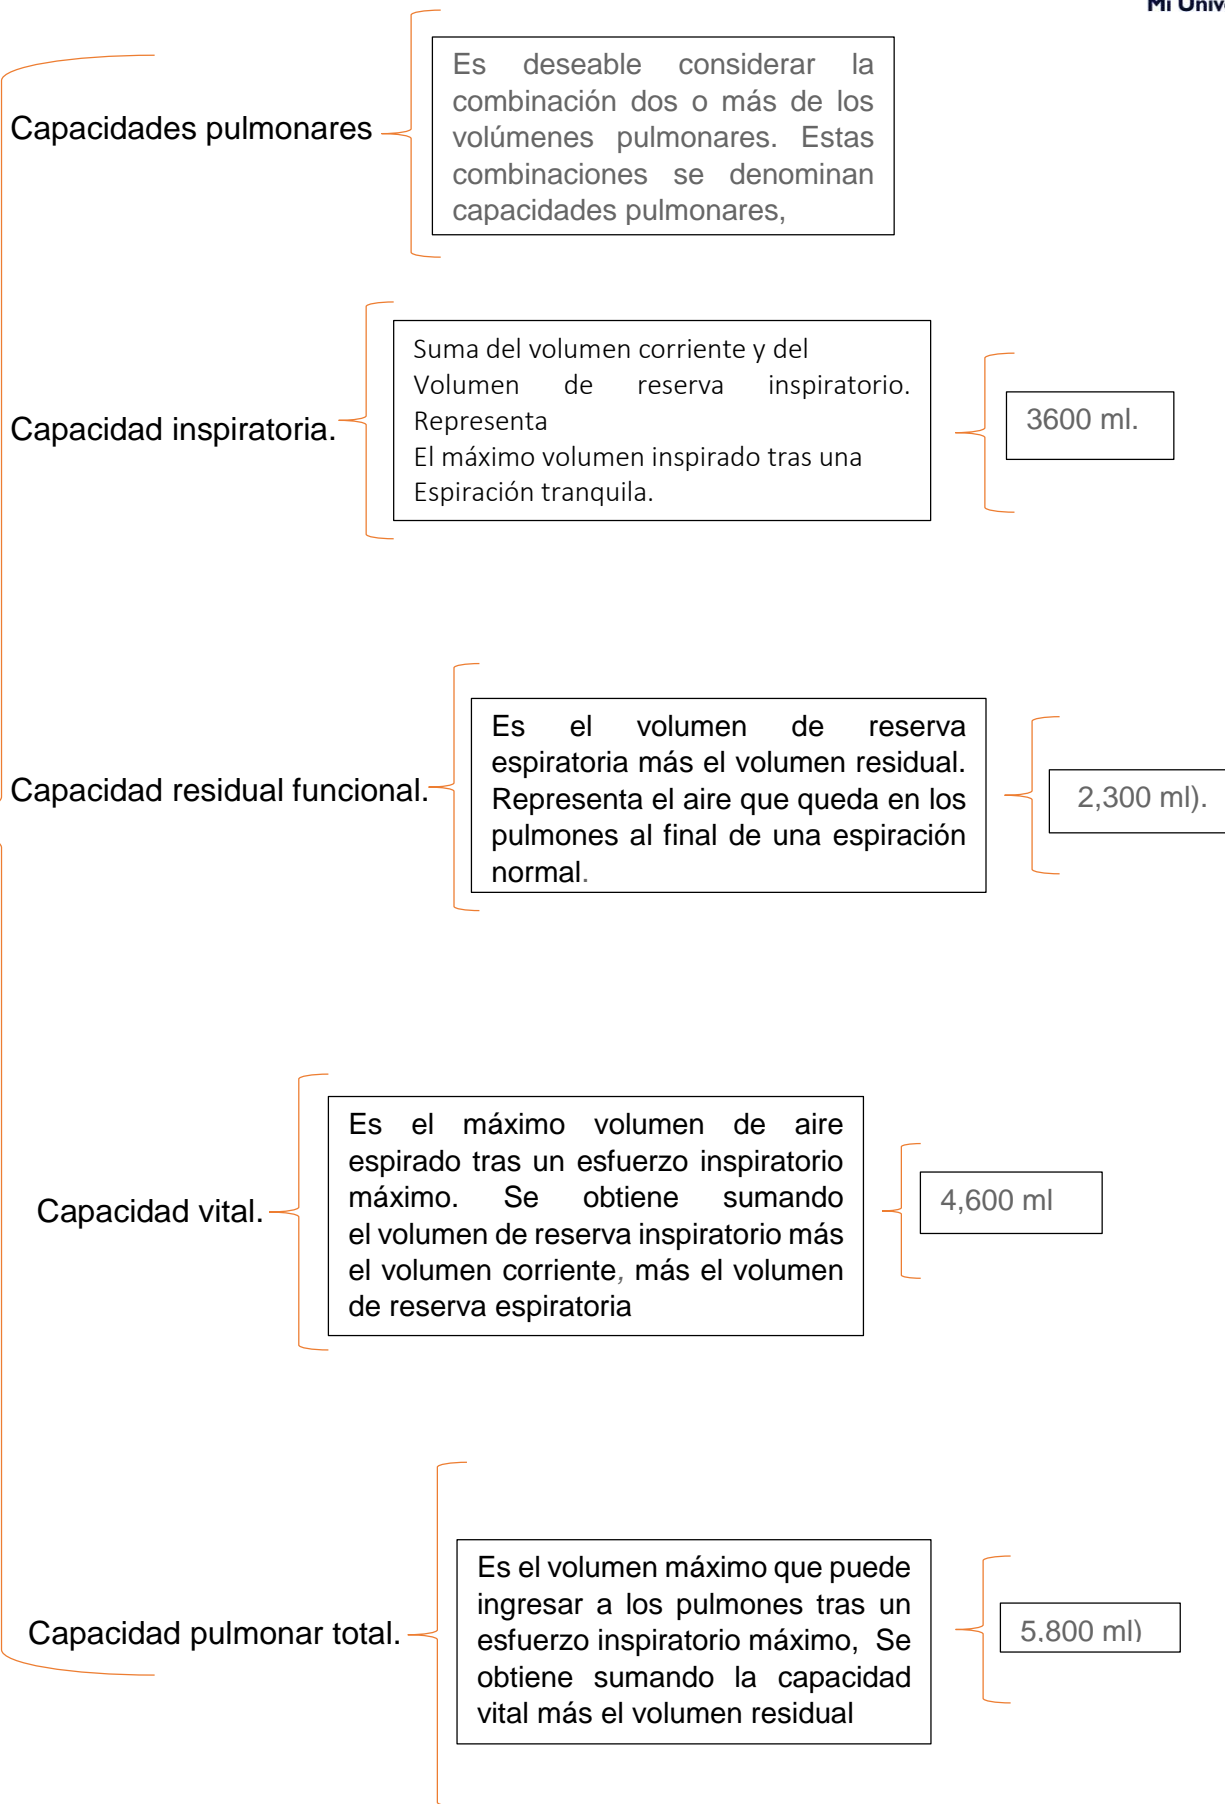 Capacidades pulmonares
Es deseable considerar la
combinación dos o más de los
volúmenes pulmonares. Estas
combinaciones se denominan
capacidades pulmonares,
Capacidad inspiratoria.
Suma del volumen corriente y del
Volumen de reserva inspiratorio.
Representa
El máximo volumen inspirado tras una
Espiración tranquila.
3600 ml.
Capacidad residual funcional.
Es el volumen de reserva
espiratoria más el volumen residual.
Representa el aire que queda en los
pulmones al final de una espiración
normal.
2,300 ml).
Capacidad vital.
Es el máximo volumen de aire
espirado tras un esfuerzo inspiratorio
máximo. Se obtiene sumando
el volumen de reserva inspiratorio más
el volumen corriente, más el volumen
de reserva espiratoria
4,600 ml
Capacidad pulmonar total.
Es el volumen máximo que puede
ingresar a los pulmones tras un
esfuerzo inspiratorio máximo, Se
obtiene sumando la capacidad
vital más el volumen residual
5.800 ml)